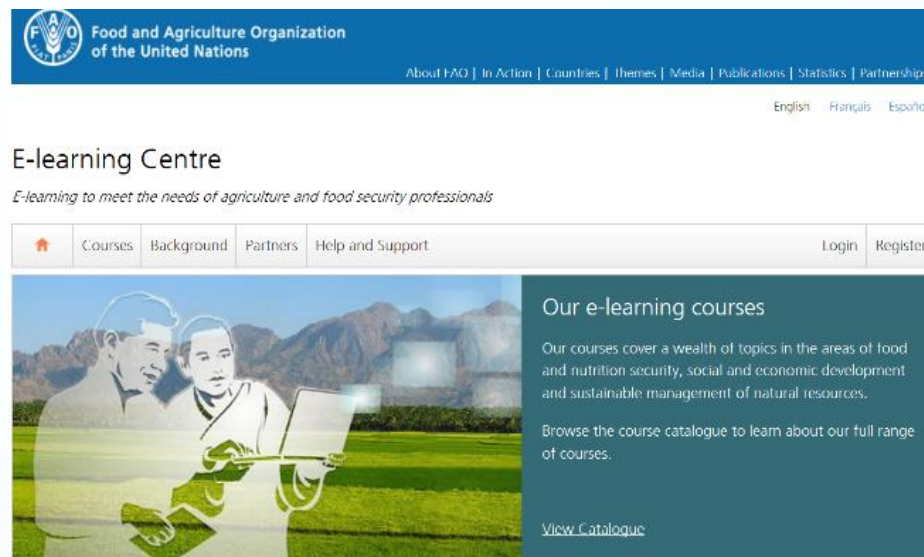 F A O
FIAT PANIS
Food and Agriculture Organization
of the United Nations
About FAO | In Action | Countries | Themes | Media | Publications | Statistics | Partnerships
English Français Españo
E-learning Centre
E-learning to meet the needs of agriculture and food security professionals
Courses Background Partners Help and Support Login Register
Our e-learning courses
Our courses cover a wealth of topics in the areas of food
and nutrition security, social and economic development
and sustainable management of natural resources.
Browse the course catalogue to learn about our full range
of courses.
View Catalogue